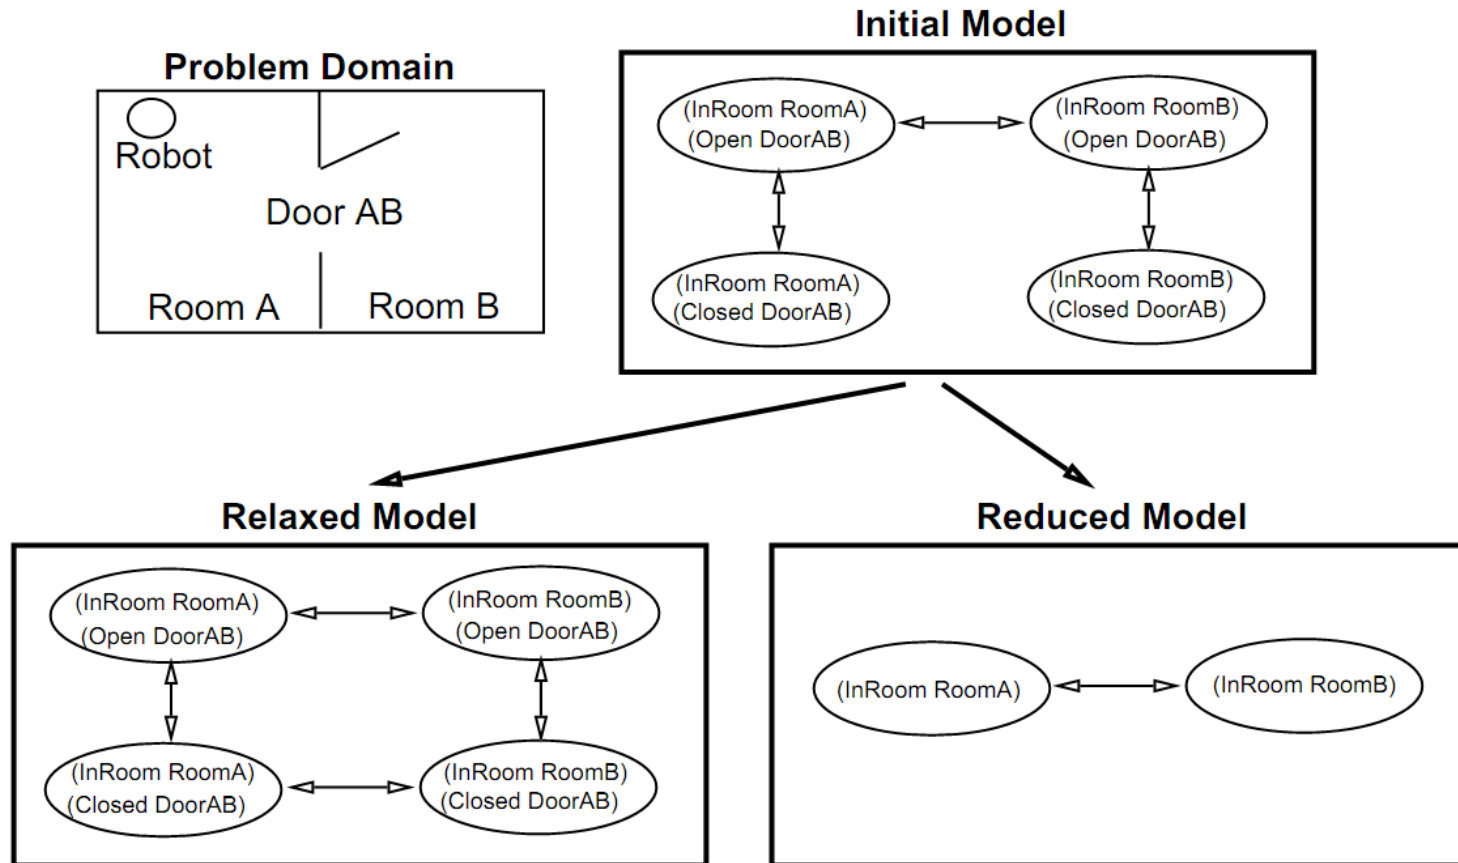 Problem Domain
Robot
Door AB
Room A
Room B
Initial Model
(InRoom RoomA)
(Open DoorAB)
(InRoom RoomB)
(Open DoorAB)
(InRoom RoomA)
(Closed DoorAB)
(InRoom RoomB)
(Closed DoorAB)
Relaxed Model
(InRoom RoomA)
(Open DoorAB)
(InRoom RoomB)
(Open DoorAB)
(InRoom RoomA)
(Closed DoorAB)
(InRoom RoomB)
(Closed DoorAB)
Reduced Model
(InRoom RoomA)
(InRoom RoomB)